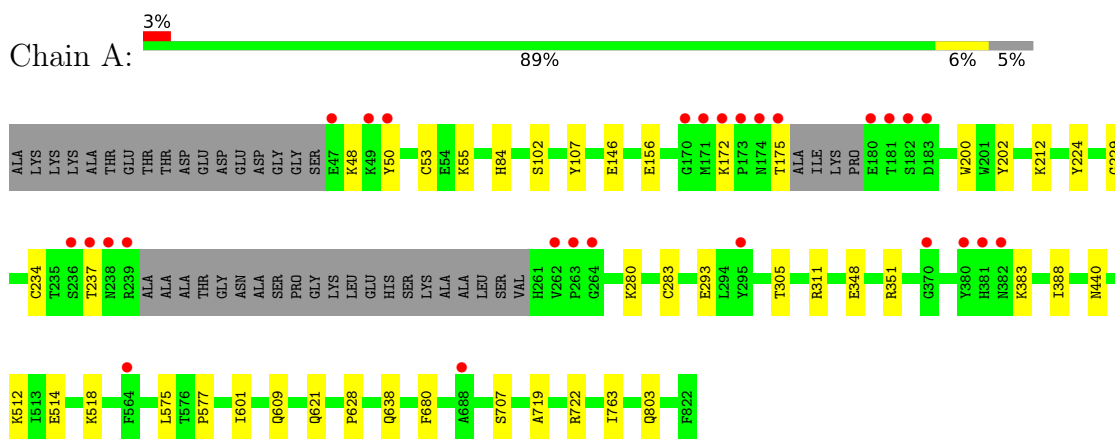 3%
Chain A:
89% 6% 5%
ALA LYS LYS LYS ALA THR GLU THR THR ASP GLU ASP GLU ASP GLY GLY SER E47 K48 K49 Y50 C53 E54 K55 H84 S102 Y107 E146 E156 G170 M171 K172 P173 N174 T175 ALA ILE LYS PRO E180 T181 S182 D183 W200 W201 Y202 K212 Y224
C234 T235 S236 T237 N238 R239 ALA ALA ALA THR GLY ASN ALA SER PRO GLY LYS LEU GLU HIS SER LYS ALA ALA LEU SER VAL H261 V262 P263 G264 K280 C283 E293 L294 Y295 T305 R311 E348 R351 G370 Y380 H381 N382 K383 I388 N440
K512 I513 E514 K518 F564 L575 T576 P577 I601 Q609 Q621 P628 Q638 F680 A688 S707 A719 R722 I763 Q803 F822